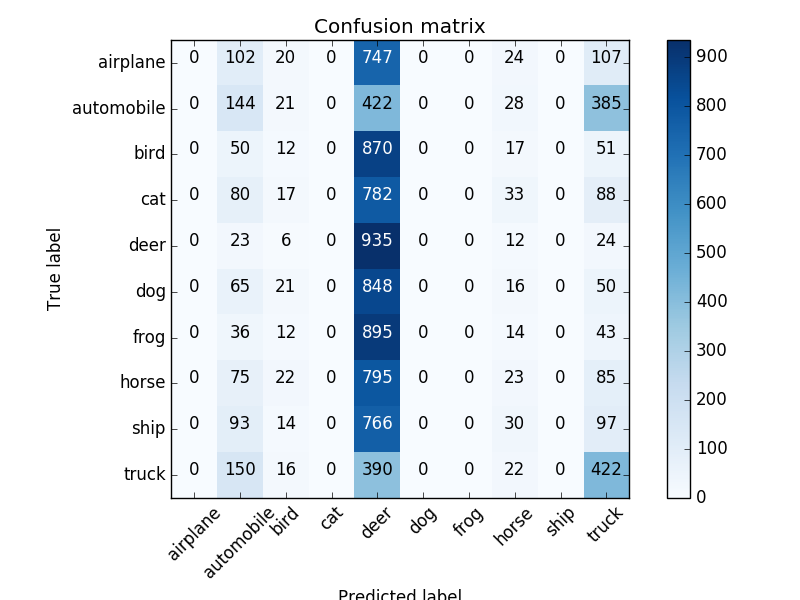 Confusion matrix
airplane 0 102 20 0 747 0 0 24 0 107 900
automobile 0 144 21 422 0 0 28 0 385 800
bird 0 50 12 0 870 0 0 17 0 51 700
cat 0 80 17 0 782 0 0 33 0 88 600
deer 0 23 6 0 935 0 0 12 0 24 500
dog 0 65 21 0 848 0 0 16 0 50 400
frog 0 36 12 0 895 0 0 14 0 43 300
horse 0 75 22 0 795 0 0 23 0 85 200
ship 0 93 14 0 766 0 0 30 0 97 100
truck 0 150 16 0 390 0 0 22 0 422 0
True label
airplane automobile bird cat deer dog frog horse ship truck
Predicted label